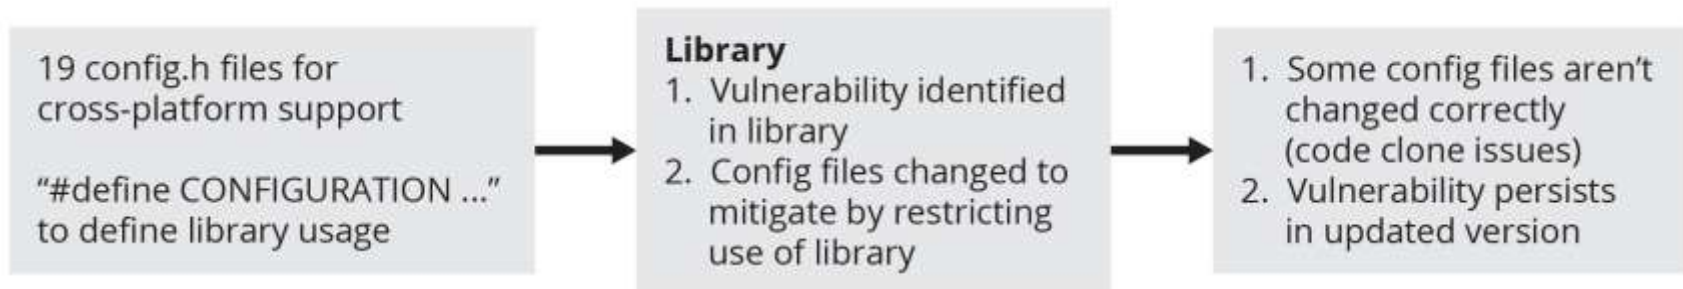 19 config.h files for
cross-platform support
“#define CONFIGURATION ...”
to define library usage
Library
1. Vulnerability identified
in library
2. Config files changed to
mitigate by restricting
use of library
1. Some config files aren’t
changed correctly
(code clone issues)
2. Vulnerability persists
in updated version